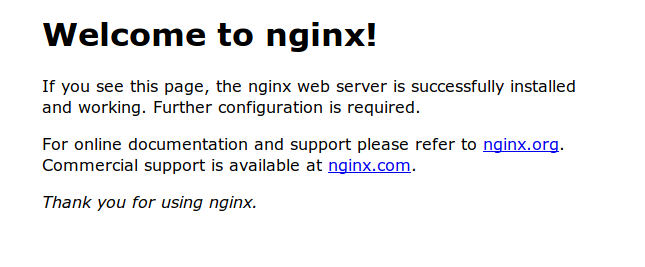 Welcome to nginx!
If you see this page, the nginx web server is successfully installed
and working. Further configuration is required.
For online documentation and support please refer to nginx.org.
Commercial support is available at nginx.com.
Thank you for using nginx.